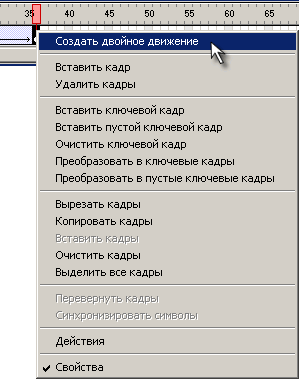 35 45 50 55 60 65
Создать двойное движение
Вставить кадр
Удалить кадры
Вставить ключевой кадр
Вставить пустой ключевой кадр
Очистить ключевой кадр
Преобразовать в ключевые кадры
Преобразовать в пустые ключевые кадры
Вырезать кадры
Копировать кадры
Вставить кадры
Очистить кадры
Выделить все кадры
Перевернуть кадры
Синхронизировать символы
Действия
Свойства